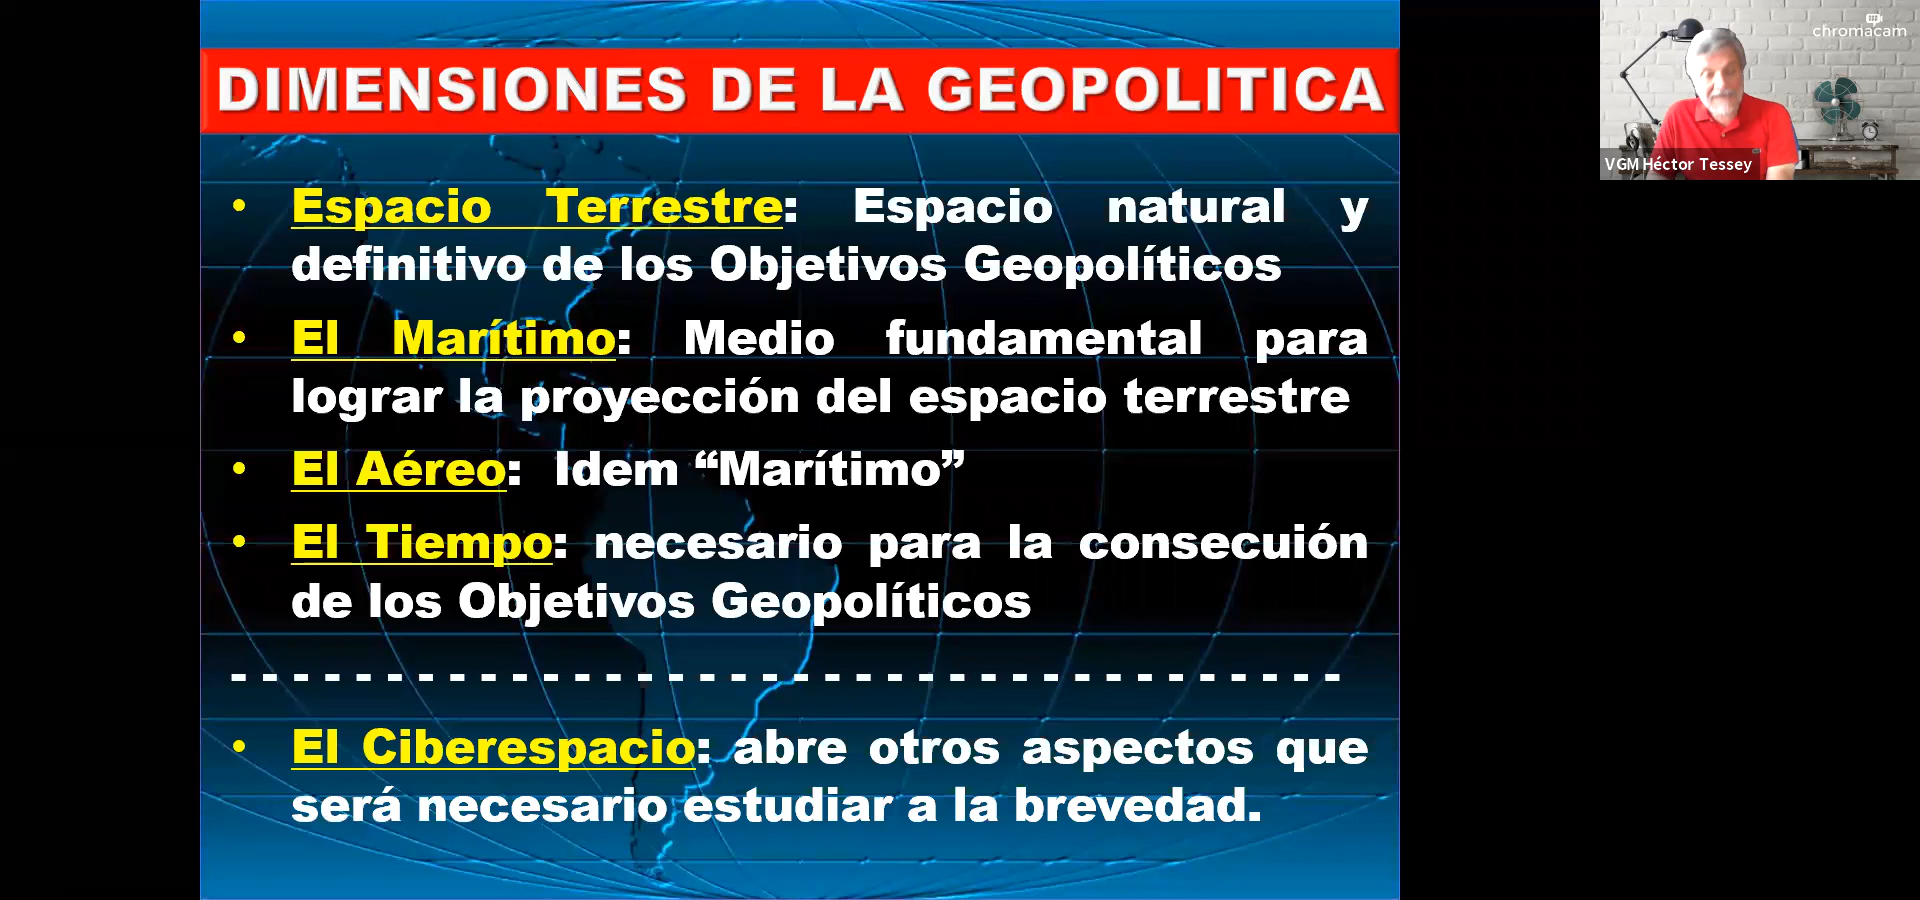 DIMENSIONES DE LA GEOPOLITICA
• Espacio Terrestre: Espacio natural y
definitivo de los Objetivos Geopolíticos
• El Marítimo: Medio fundamental para
lograr la proyección del espacio terrestre
• El Aéreo: Idem “Marítimo”
• El Tiempo: necesario para la consecuión
de los Objetivos Geopolíticos
- - - - - - - - - - - - - - - - - - - - - - - - - - - - - - - - - - - -
• El Ciberespacio: abre otros aspectos que
será necesario estudiar a la brevedad.
chromacam
VGM Héctor Tessey